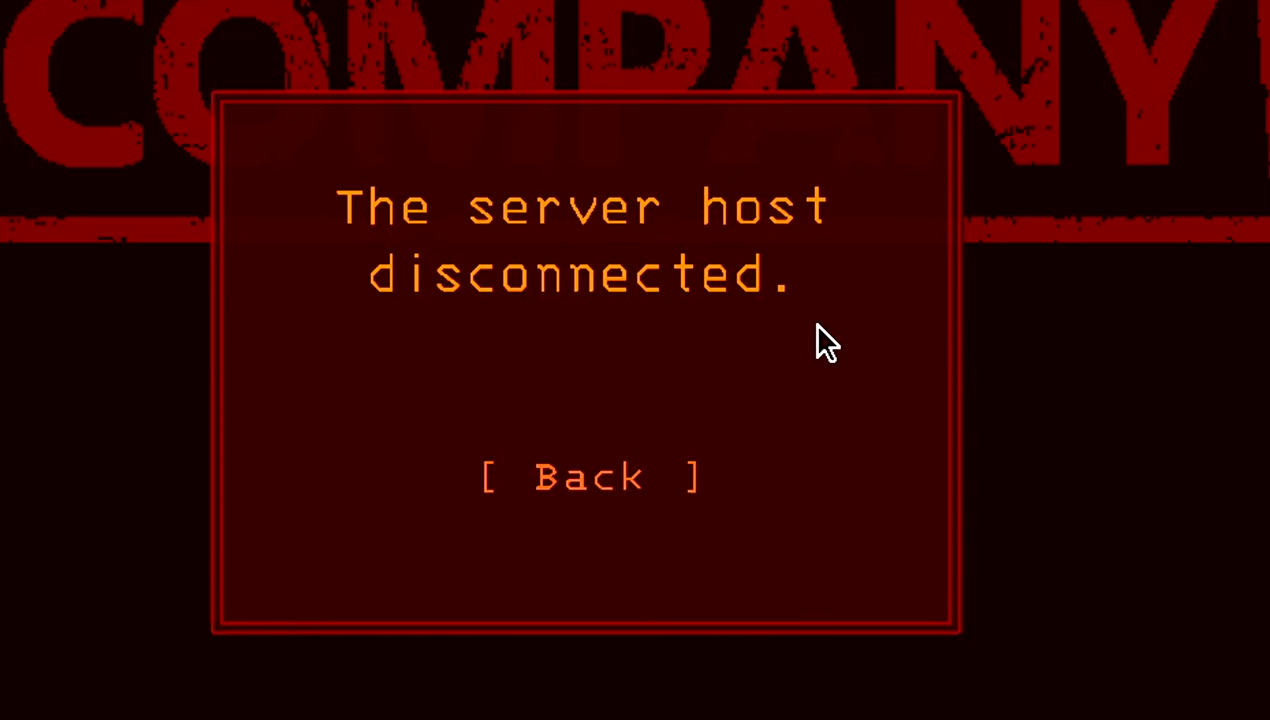 COMPANY
The server host
disconnected.
[ Back ]